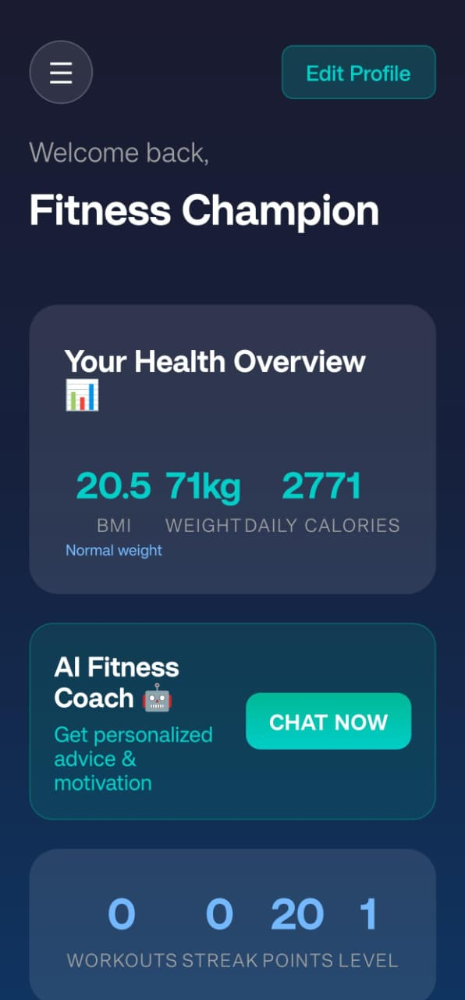 Edit Profile
Welcome back,
Fitness Champion
Your Health Overview
📊
20.5 71kg 2771
BMI WEIGHT DAILY CALORIES
Normal weight
AI Fitness
Coach 🤖
Get personalized
advice &
motivation
CHAT NOW
0 0 20 1
WORKOUTS STREAK POINTS LEVEL